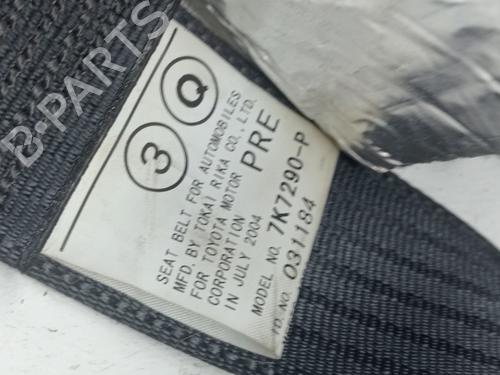 3 Q
SEAT BELT FOR AUTOMOBILES
MFD. BY TOKAI RIKA CO., LTD.
FOR TOYOTA MOTOR
CORPORATION PRE
IN JULY 2004
MODEL NO. 7K7290-P
I'D. NO. 031184
B-PARTS